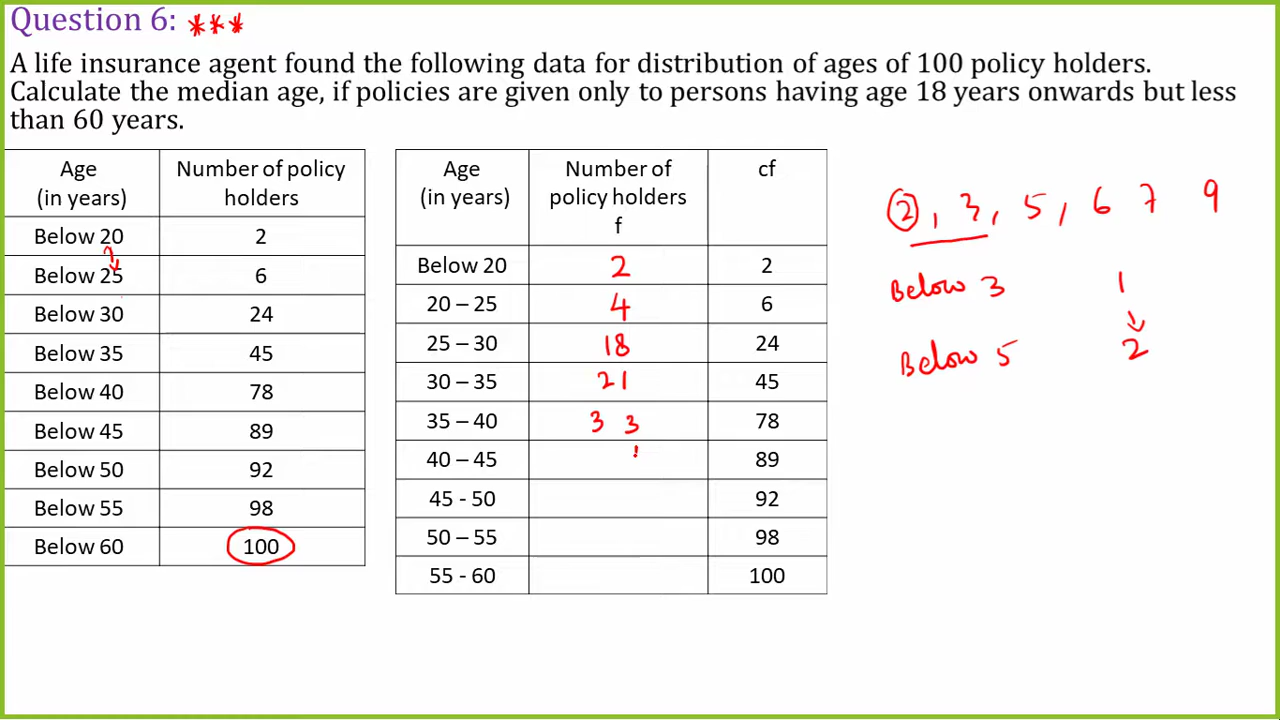 Question 6: ***
A life insurance agent found the following data for distribution of ages of 100 policy holders.
Calculate the median age, if policies are given only to persons having age 18 years onwards but less
than 60 years.
Age (in years) Number of policy holders
Below 20 2
Below 25 6
Below 30 24
Below 35 45
Below 40 78
Below 45 89
Below 50 92
Below 55 98
Below 60 100
Age (in years) Number of policy holders f cf
Below 20 2 2
20 – 25 4 6
25 – 30 18 24
30 – 35 21 45
35 – 40 33 78
40 – 45 89
45 - 50 92
50 – 55 98
55 - 60 100
2, 3, 5, 6 7 9
Below 3 1
Below 5 2